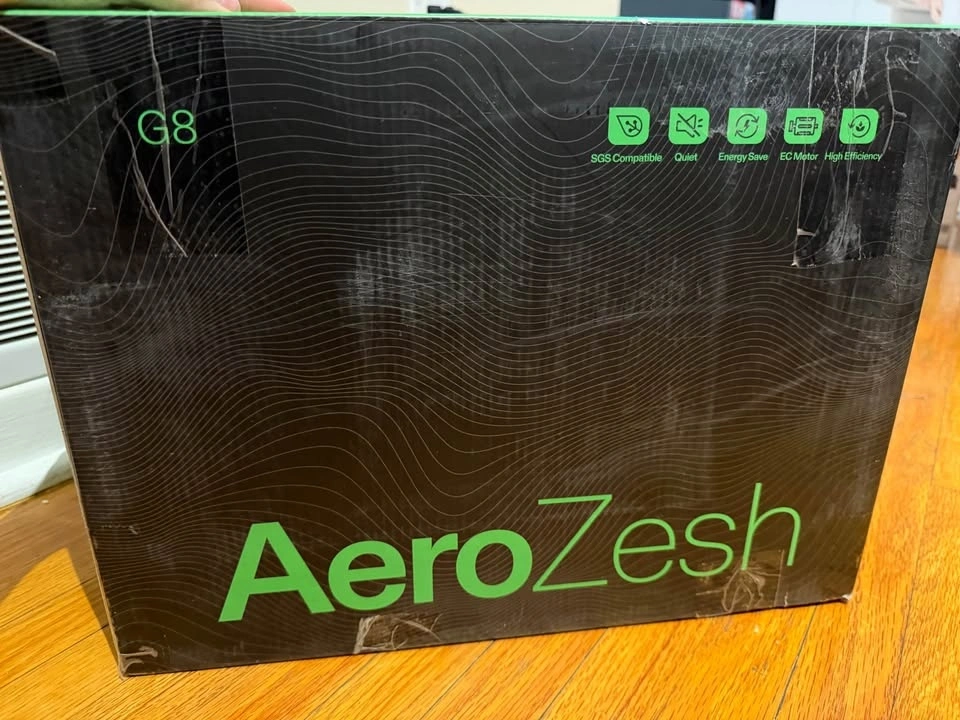 G8
SGS Compatible Quiet Energy Save EC Motor High Efficiency
AeroZesh